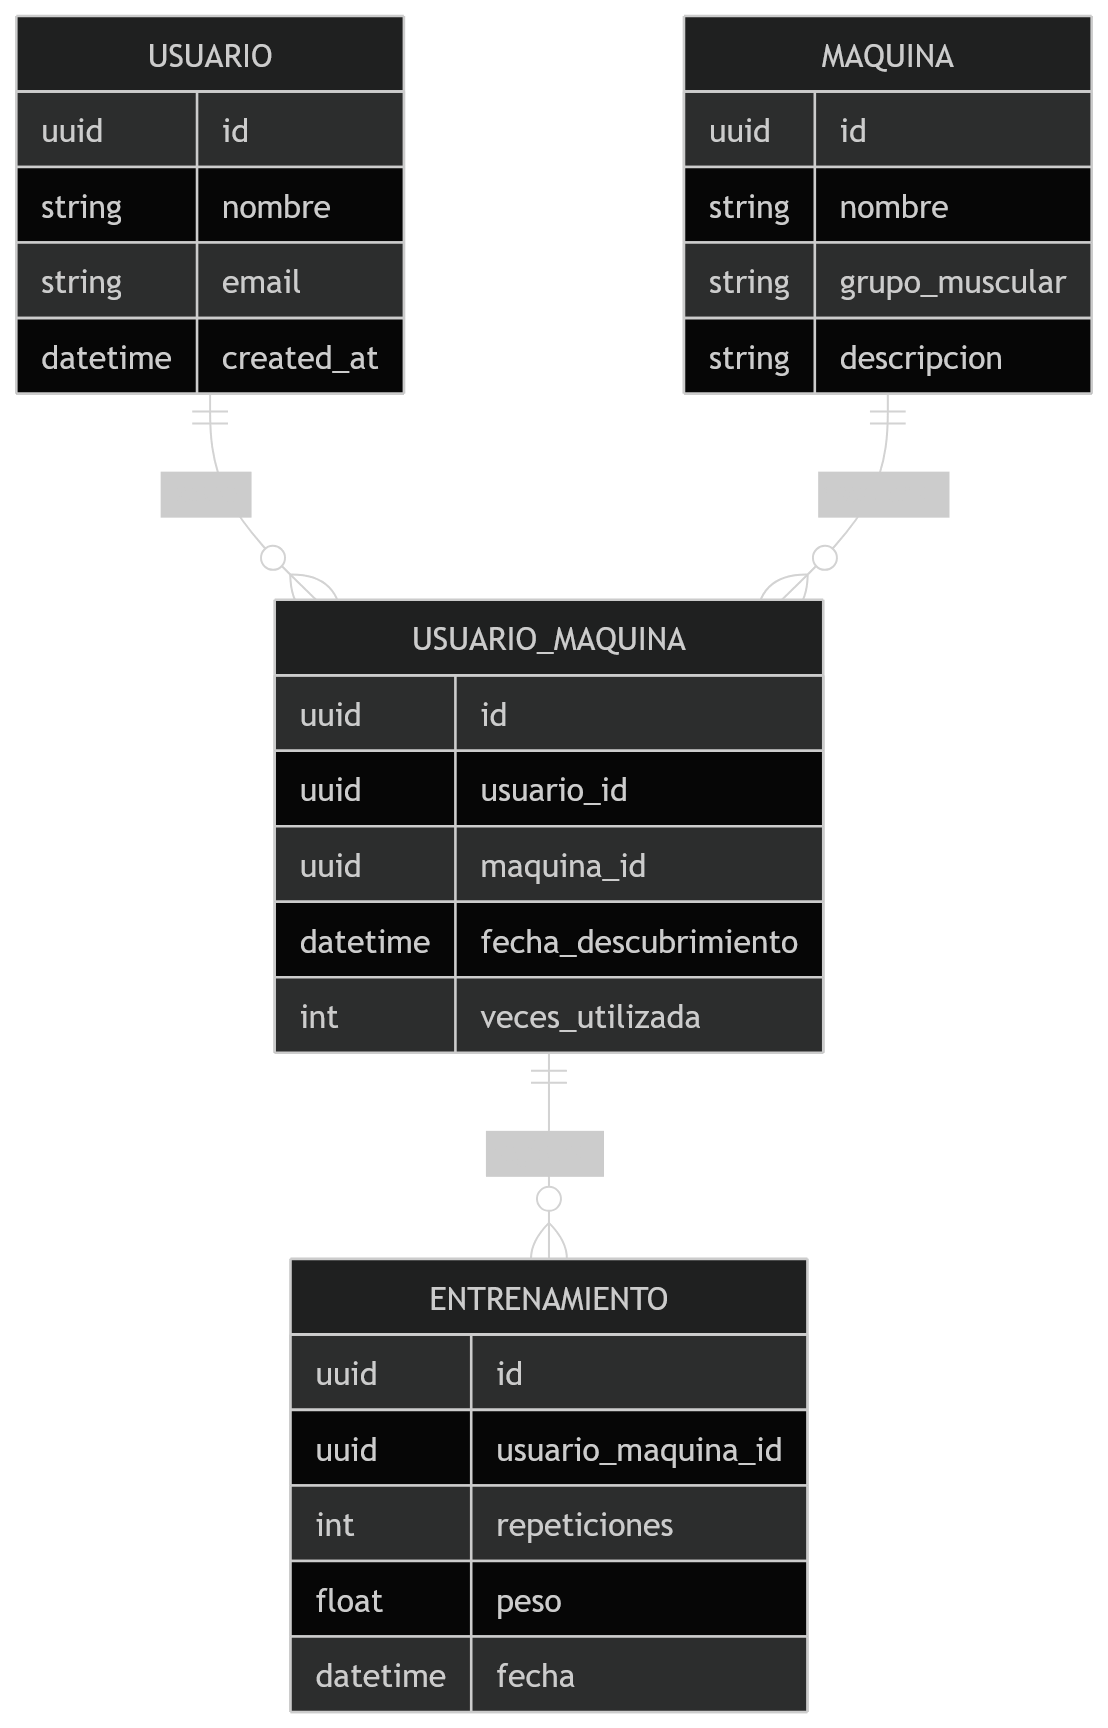 USUARIO
uuid id
string nombre
string email
datetime created_at
MAQUINA
uuid id
string nombre
string grupo_muscular
string descripcion
USUARIO_MAQUINA
uuid id
uuid usuario_id
uuid maquina_id
datetime fecha_descubrimiento
int veces_utilizada
ENTRENAMIENTO
uuid id
uuid usuario_maquina_id
int repeticiones
float peso
datetime fecha